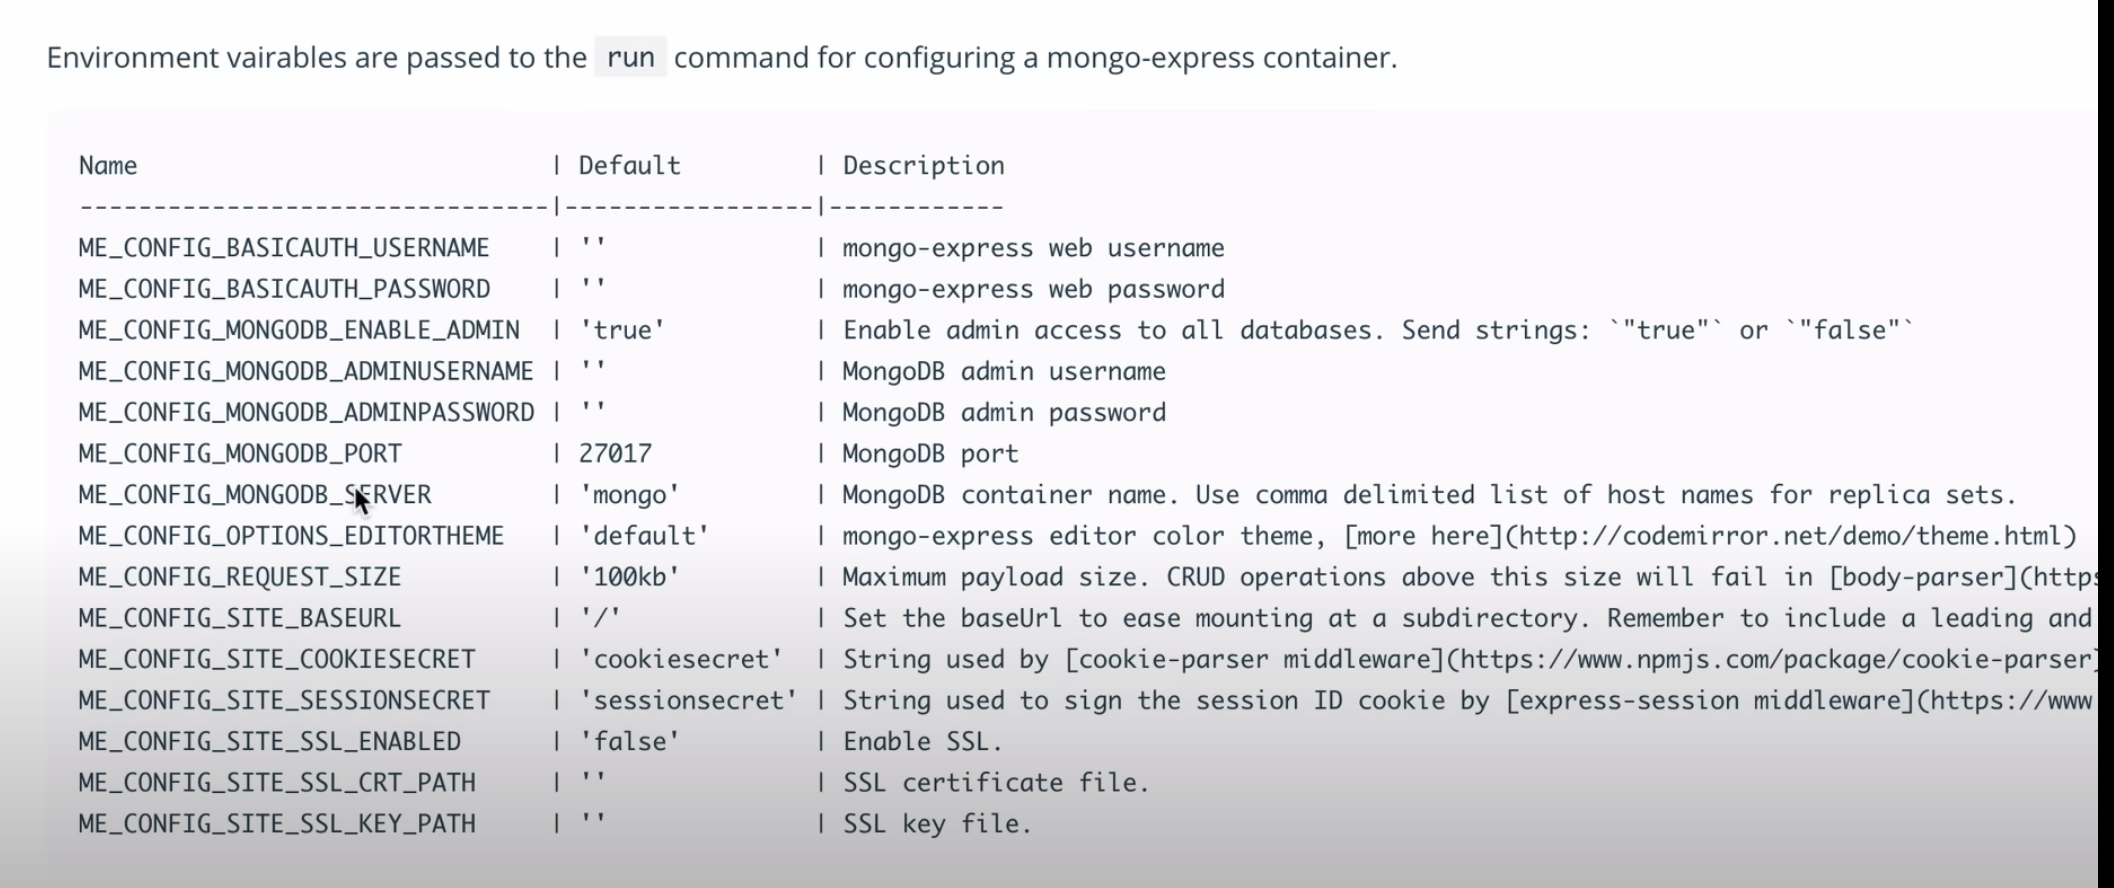 Environment vairables are passed to the run command for configuring a mongo-express container.
Name | Default | Description
--------------------------------|-----------------|------------
ME_CONFIG_BASICAUTH_USERNAME | '' | mongo-express web username
ME_CONFIG_BASICAUTH_PASSWORD | '' | mongo-express web password
ME_CONFIG_MONGODB_ENABLE_ADMIN | 'true' | Enable admin access to all databases. Send strings: `"true"` or `"false"`
ME_CONFIG_MONGODB_ADMINUSERNAME | '' | MongoDB admin username
ME_CONFIG_MONGODB_ADMINPASSWORD | '' | MongoDB admin password
ME_CONFIG_MONGODB_PORT | 27017 | MongoDB port
ME_CONFIG_MONGODB_SERVER | 'mongo' | MongoDB container name. Use comma delimited list of host names for replica sets.
ME_CONFIG_OPTIONS_EDITORTHEME | 'default' | mongo-express editor color theme, [more here](http://codemirror.net/demo/theme.html)
ME_CONFIG_REQUEST_SIZE | '100kb' | Maximum payload size. CRUD operations above this size will fail in [body-parser](https
ME_CONFIG_SITE_BASEURL | '/' | Set the baseUrl to ease mounting at a subdirectory. Remember to include a leading and
ME_CONFIG_SITE_COOKIESECRET | 'cookiesecret' | String used by [cookie-parser middleware](https://www.npmjs.com/package/cookie-parser)
ME_CONFIG_SITE_SESSIONSECRET | 'sessionsecret' | String used to sign the session ID cookie by [express-session middleware](https://www
ME_CONFIG_SITE_SSL_ENABLED | 'false' | Enable SSL.
ME_CONFIG_SITE_SSL_CRT_PATH | '' | SSL certificate file.
ME_CONFIG_SITE_SSL_KEY_PATH | '' | SSL key file.